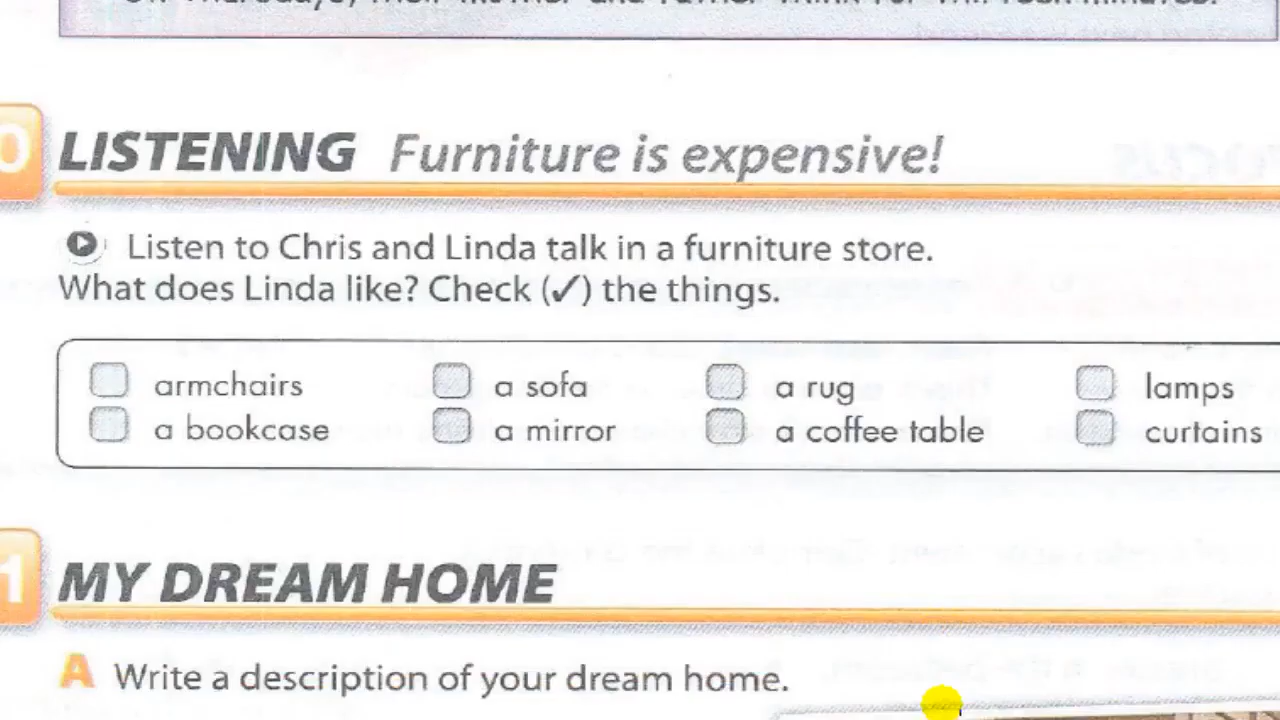 0 LISTENING Furniture is expensive!
Listen to Chris and Linda talk in a furniture store.
What does Linda like? Check (✓) the things.
armchairs a sofa a rug lamps
a bookcase a mirror a coffee table curtains
1 MY DREAM HOME
A Write a description of your dream home.